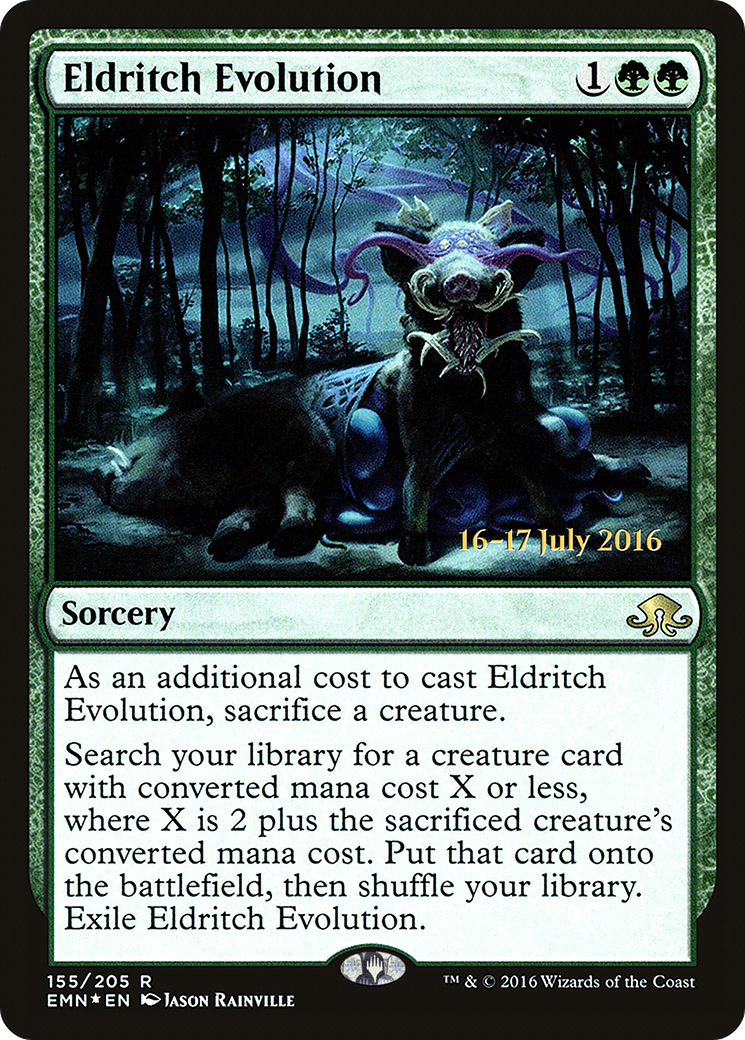 Eldritch Evolution 1
16–17 July 2016
Sorcery
As an additional cost to cast Eldritch
Evolution, sacrifice a creature.
Search your library for a creature card
with converted mana cost X or less,
where X is 2 plus the sacrificed creature's
converted mana cost. Put that card onto
the battlefield, then shuffle your library.
Exile Eldritch Evolution.
155/205 R
EMN★EN Jason Rainville
™ & © 2016 Wizards of the Coast